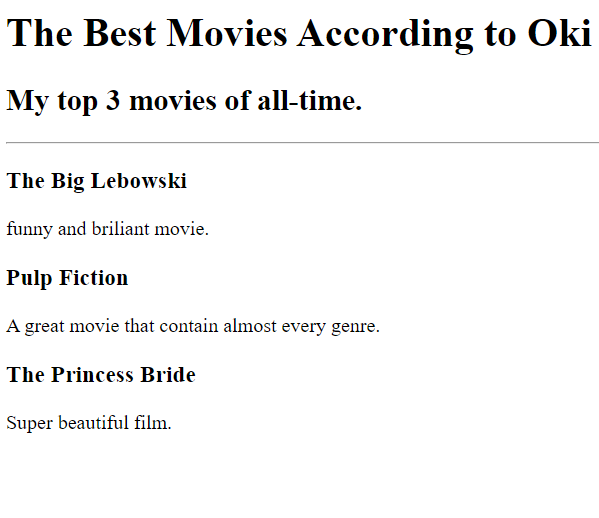 The Best Movies According to Oki
My top 3 movies of all-time.
The Big Lebowski
funny and briliant movie.
Pulp Fiction
A great movie that contain almost every genre.
The Princess Bride
Super beautiful film.